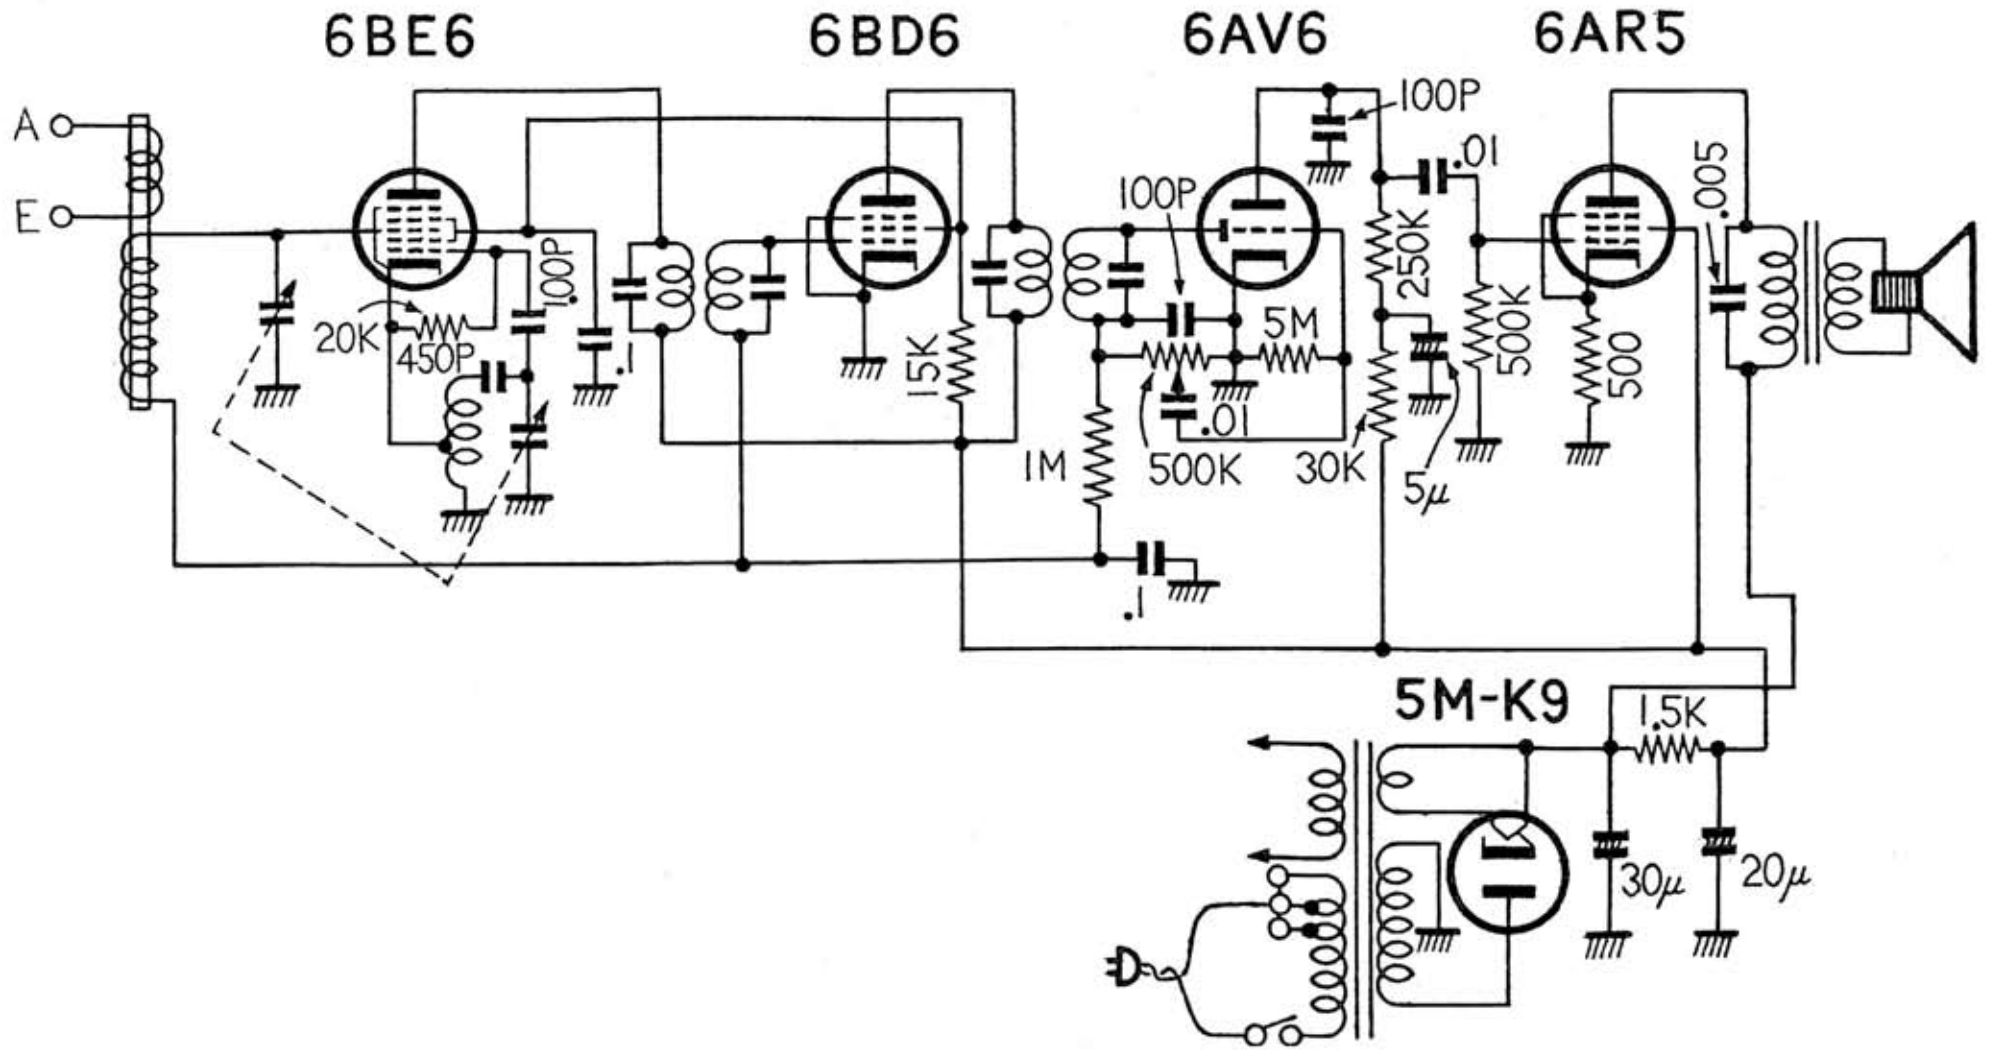 6BE6
6BD6
6AV6
6AR5
A
E
100P
.01
100P
.005
250K
100P
20K
450P
.1
15K
5M
500K
500
.01
1M
500K
30K
5μ
.1
5M-K9
1.5K
30μ
20μ